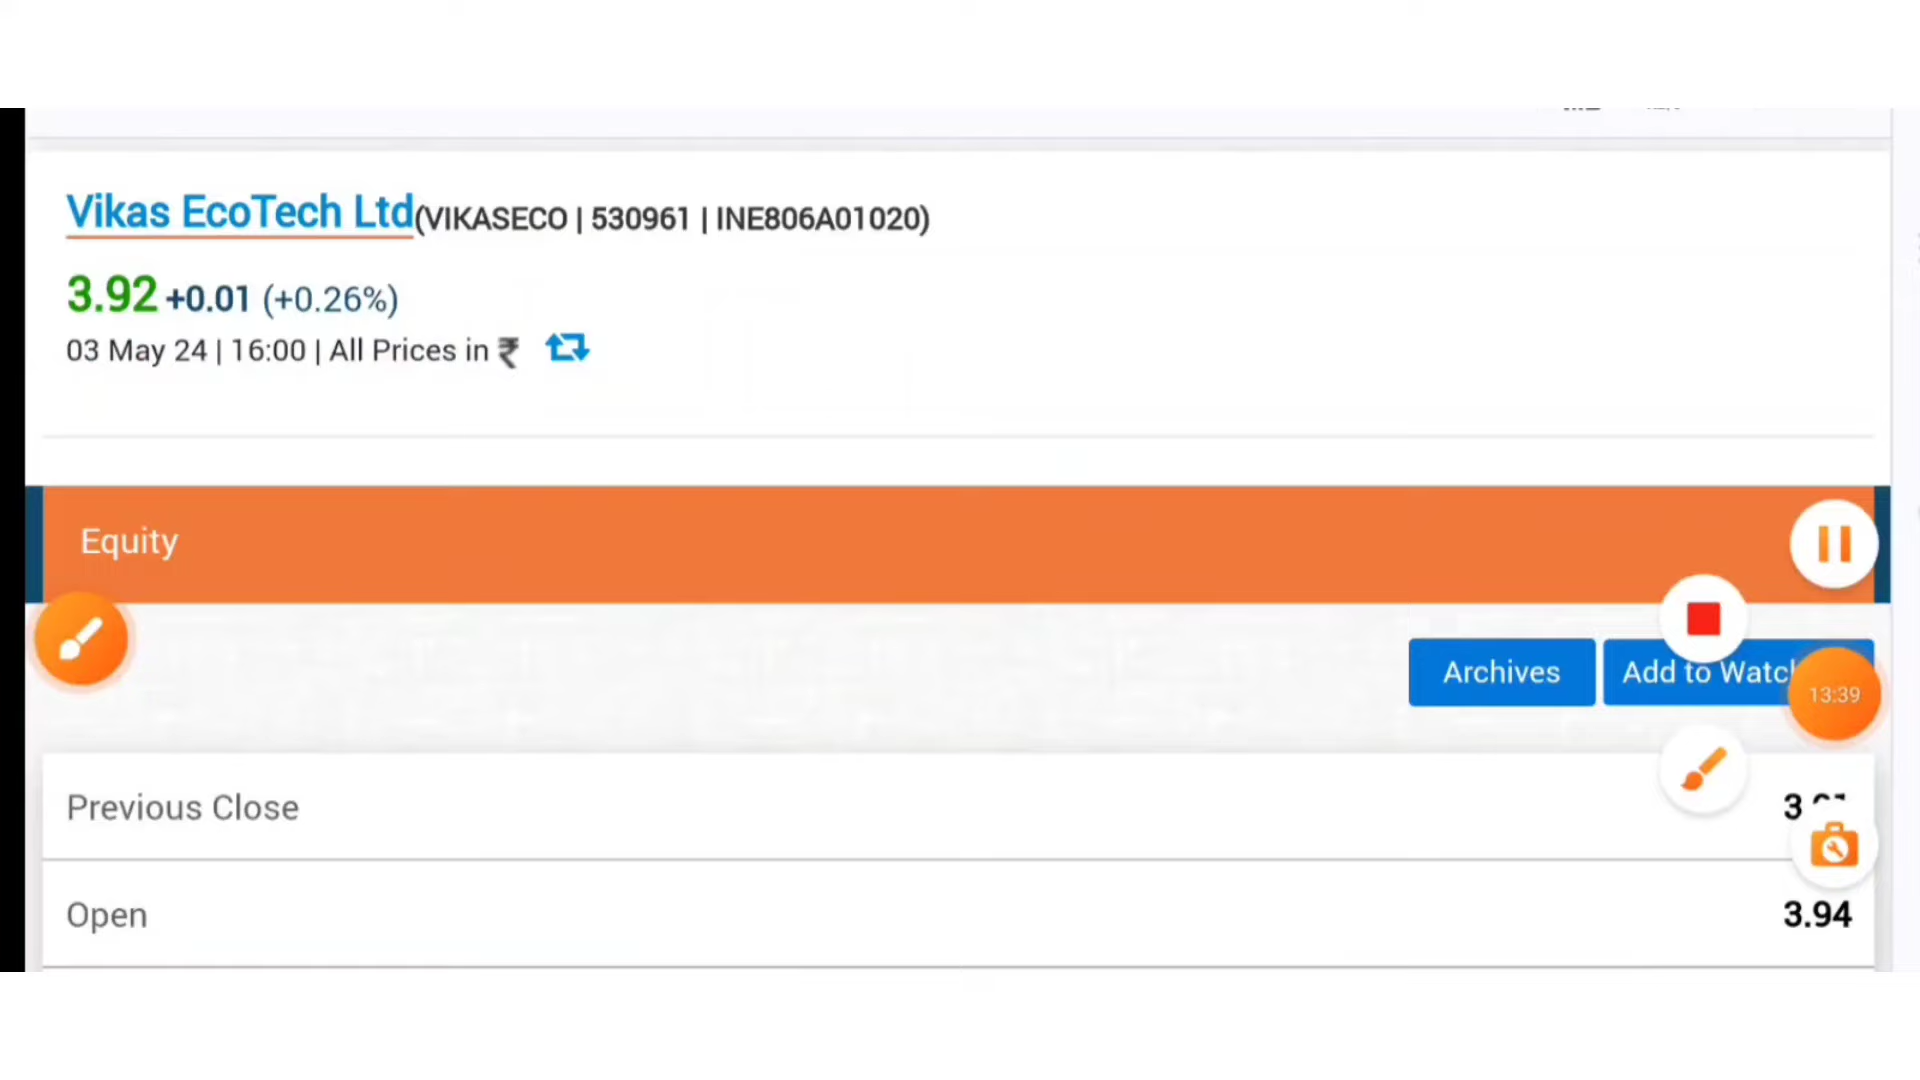 Vikas EcoTech Ltd(VIKASECO | 530961 | INE806A01020)
3.92 +0.01 (+0.26%)
03 May 24 | 16:00 | All Prices in ₹
Equity
Archives
Add to
13:39
Previous Close
Open 3.94